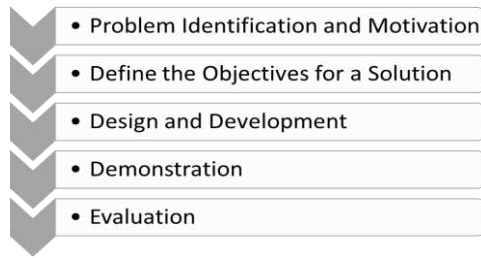 • Problem Identification and Motivation
• Define the Objectives for a Solution
• Design and Development
• Demonstration
• Evaluation